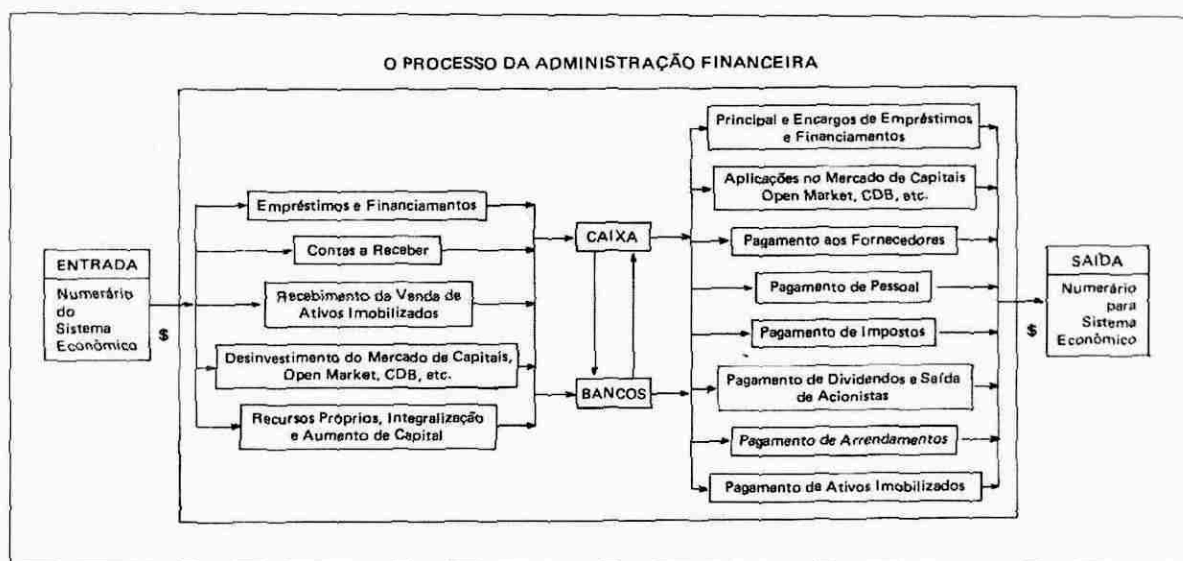 O PROCESSO DA ADMINISTRAÇÃO FINANCEIRA
ENTRADA
Numerário
do
Sistema
Econômico
$
Empréstimos e Financiamentos
Contas a Receber
Recebimento da Venda de
Ativos Imobilizados
Desinvestimento do Mercado de Capitais,
Open Market, CDB, etc.
Recursos Próprios, Integralização
e Aumento de Capital
CAIXA
BANCOS
Principal e Encargos de Empréstimos
e Financiamentos
Aplicações no Mercado de Capitais
Open Market, CDB, etc.
Pagamento aos Fornecedores
Pagamento de Pessoal
Pagamento de Impostos
Pagamento de Dividendos e Saída
de Acionistas
Pagamento de Arrendamentos
Pagamento de Ativos Imobilizados
$
SAÍDA
Numerário
para
Sistema
Econômico